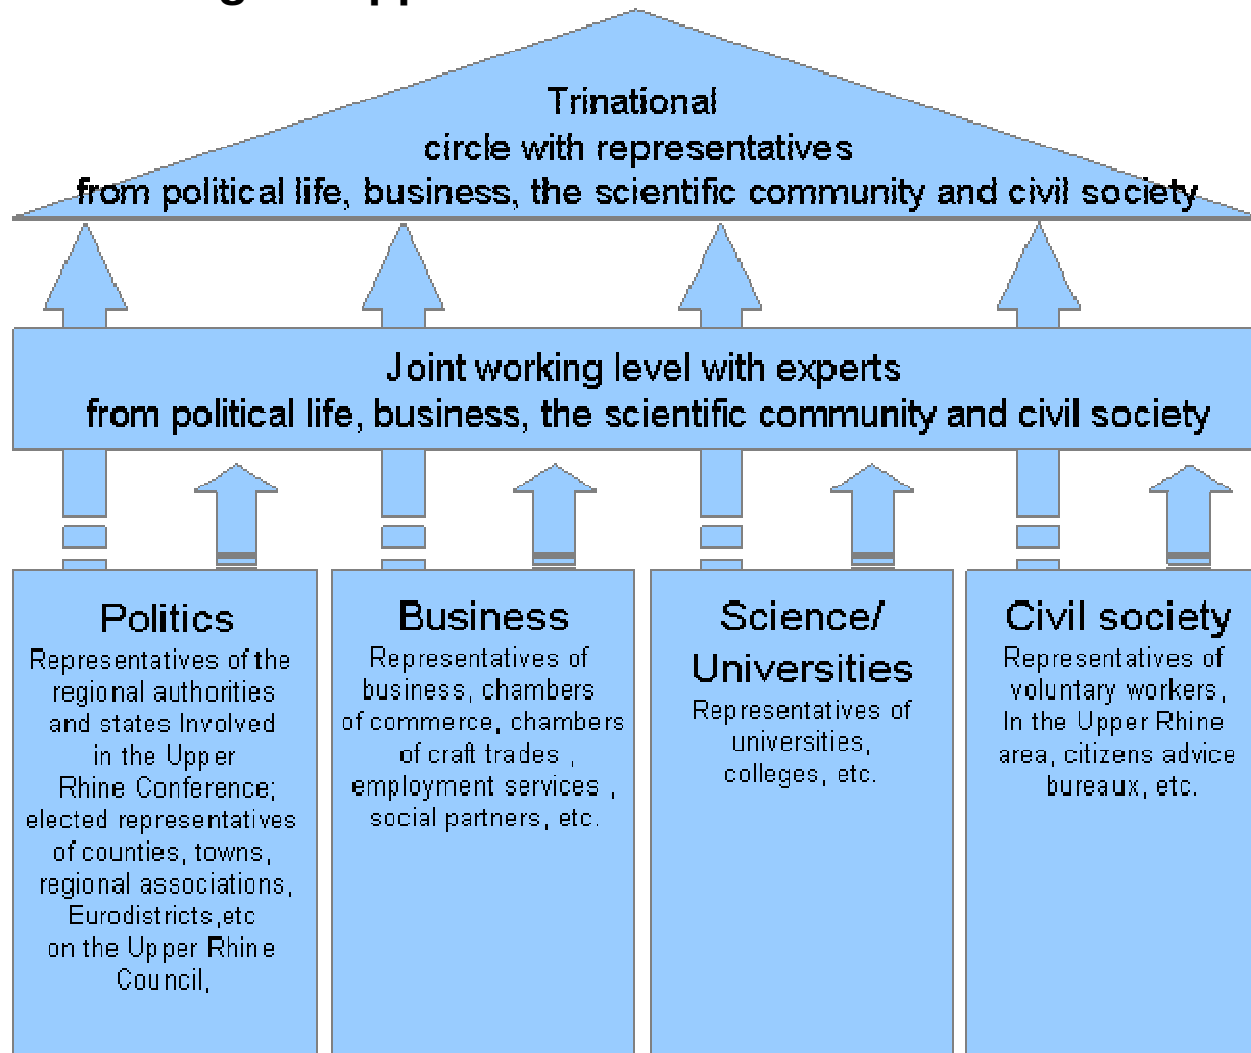 Trinational
circle with representatives
from political life, business, the scientific community and civil society
Joint working level with experts
from political life, business, the scientific community and civil society
Politics
Representatives of the
regional authorities
and states Involved
in the Upper
Rhine Conference;
elected representatives
of counties, towns,
regional associations,
Eurodistricts,etc
on the Upper Rhine
Council,
Business
Representatives of
business, chambers
of commerce, chambers
of craft trades ,
employment services ,
social partners, etc.
Science/
Universities
Representatives of
universities,
colleges, etc.
Civil society
Representatives of
voluntary workers,
In the Upper Rhine
area, citizens advice
bureaux, etc.